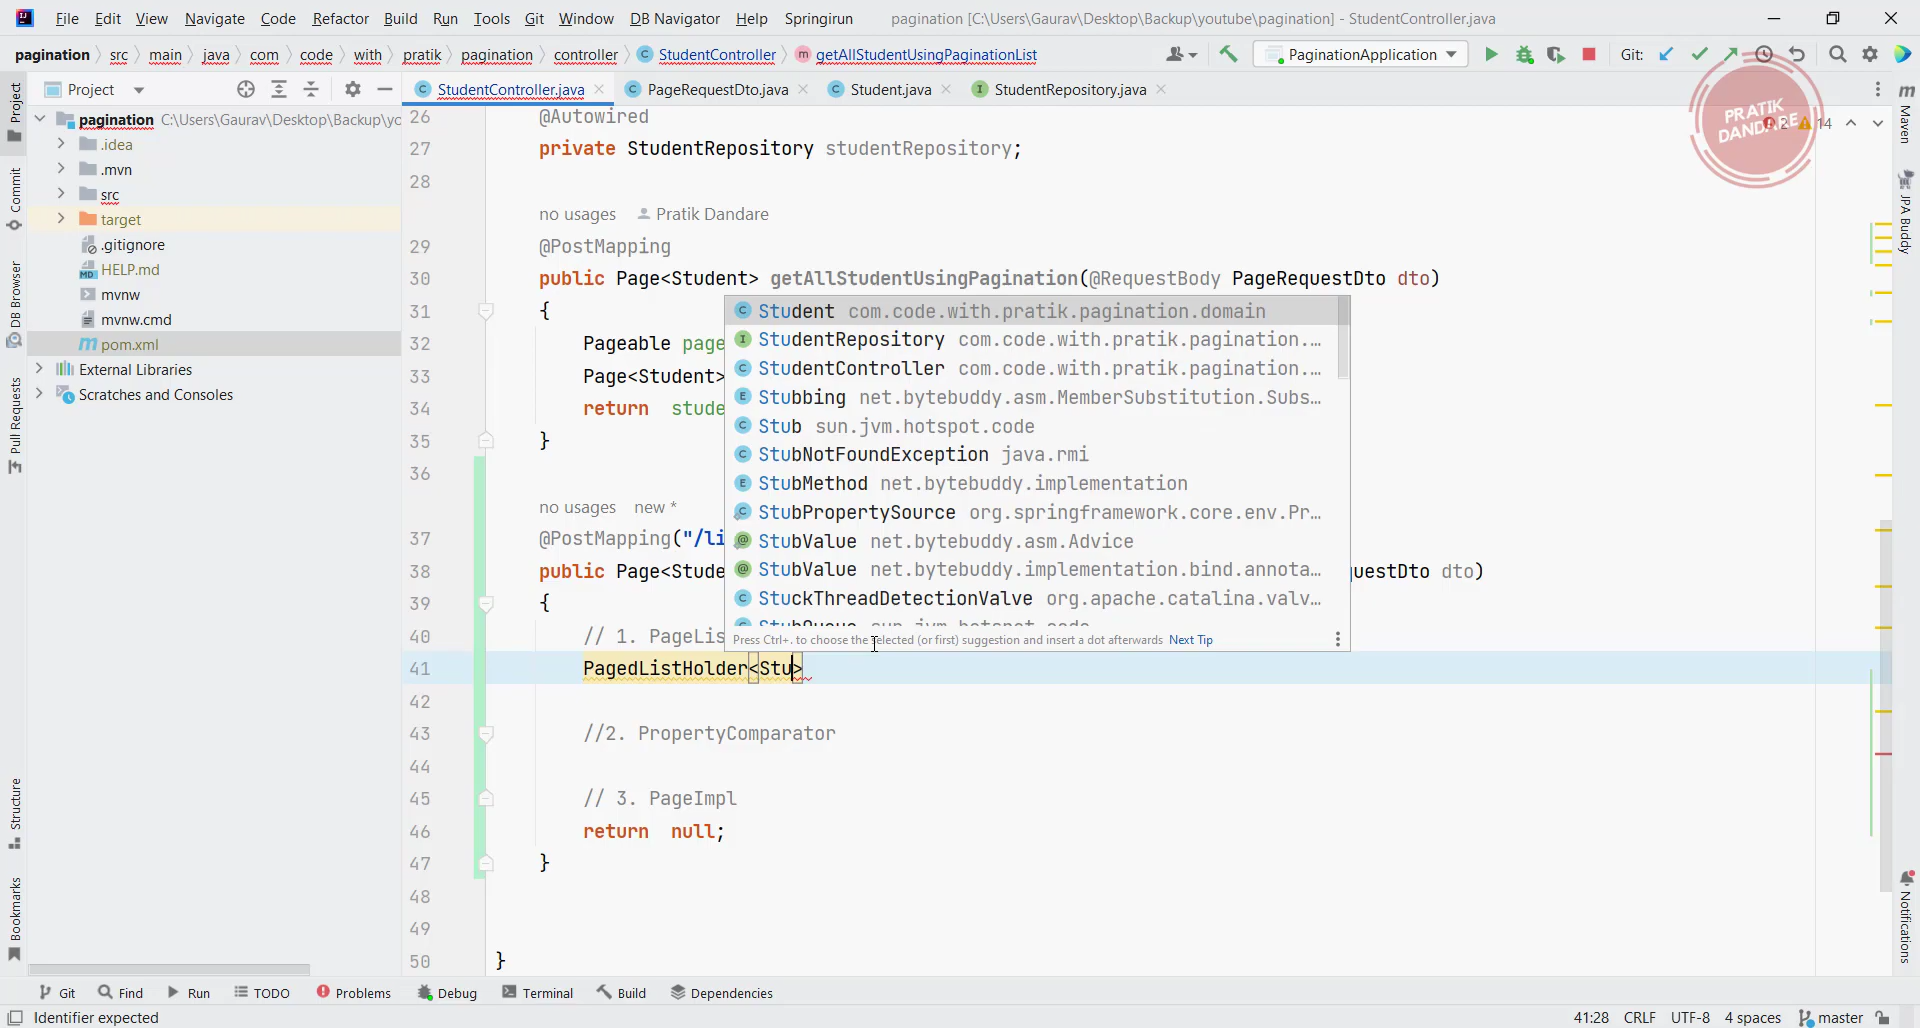 File Edit View Navigate Code Refactor Build Run Tools Git Window DB Navigator Help Springirun pagination [C:\Users\Gaurav\Desktop\Backup\youtube\pagination] - StudentController.java
pagination src main java com code with pratik pagination controller StudentController getAllStudentUsingPaginationList PaginationApplication Git:
Project
StudentController.java PageRequestDto.java Student.java StudentRepository.java
PRATIK
DANDARE
2 14
pagination C:\Users\Gaurav\Desktop\Backup\yo
.idea
.mvn
src
target
.gitignore
HELP.md
mvnw
mvnw.cmd
pom.xml
External Libraries
Scratches and Consoles
Project
Commit
DB Browser
Pull Requests
Structure
Bookmarks
26 @Autowired
27 private StudentRepository studentRepository;
28
no usages Pratik Dandare
29 @PostMapping
30 public Page<Student> getAllStudentUsingPagination(@RequestBody PageRequestDto dto)
31 {
32 Pageable page
33 Page<Student>
34 return stude
35 }
36
no usages new *
37 @PostMapping("/li
38 public Page<Stude questDto dto)
39 {
40 // 1. PageLis
41 PagedListHolder<Stu>
42
43 //2. PropertyComparator
44
45 // 3. PageImpl
46 return null;
47 }
48
49
50 }
Student com.code.with.pratik.pagination.domain
StudentRepository com.code.with.pratik.pagination....
StudentController com.code.with.pratik.pagination....
Stubbing net.bytebuddy.asm.MemberSubstitution.Subs...
Stub sun.jvm.hotspot.code
StubNotFoundException java.rmi
StubMethod net.bytebuddy.implementation
StubPropertySource org.springframework.core.env.Pr...
StubValue net.bytebuddy.asm.Advice
StubValue net.bytebuddy.implementation.bind.annota...
StuckThreadDetectionValve org.apache.catalina.valv...
StubQueue sun.jvm.hotspot.code
Press Ctrl+. to choose the selected (or first) suggestion and insert a dot afterwards Next Tip
Maven
JPA Buddy
Notifications
Git Find Run TODO Problems Debug Terminal Build Dependencies
Identifier expected 41:28 CRLF UTF-8 4 spaces master